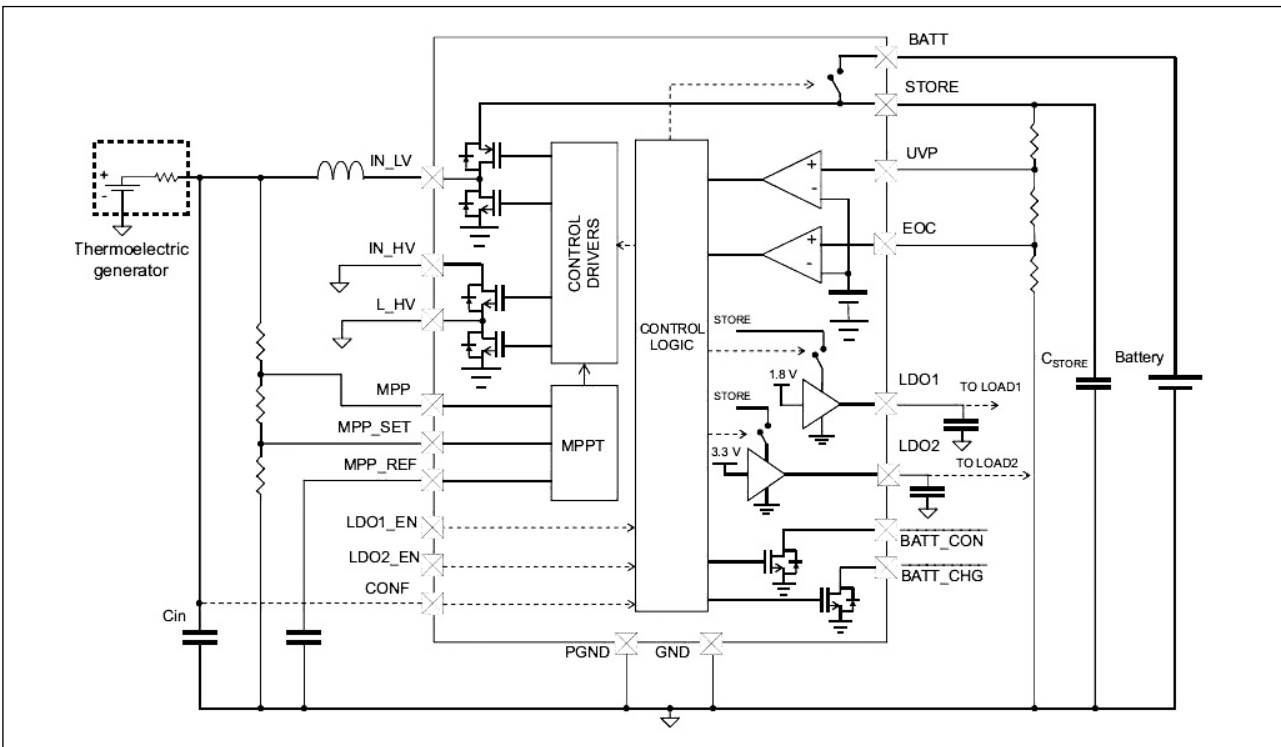 BATT
STORE
UVP
EOC
IN_LV
+
-
Thermoelectric
generator
IN_HV
L_HV
CONTROL
DRIVERS
+
-
+
-
CONTROL
LOGIC
STORE
1.8 V
STORE
3.3 V
MPP
MPP_SET
MPP_REF
MPPT
LDO1_EN
LDO2_EN
CONF
Cin
CSTORE
Battery
LDO1
TO LOAD1
LDO2
TO LOAD2
BATT_CON
BATT_CHG
PGND
GND